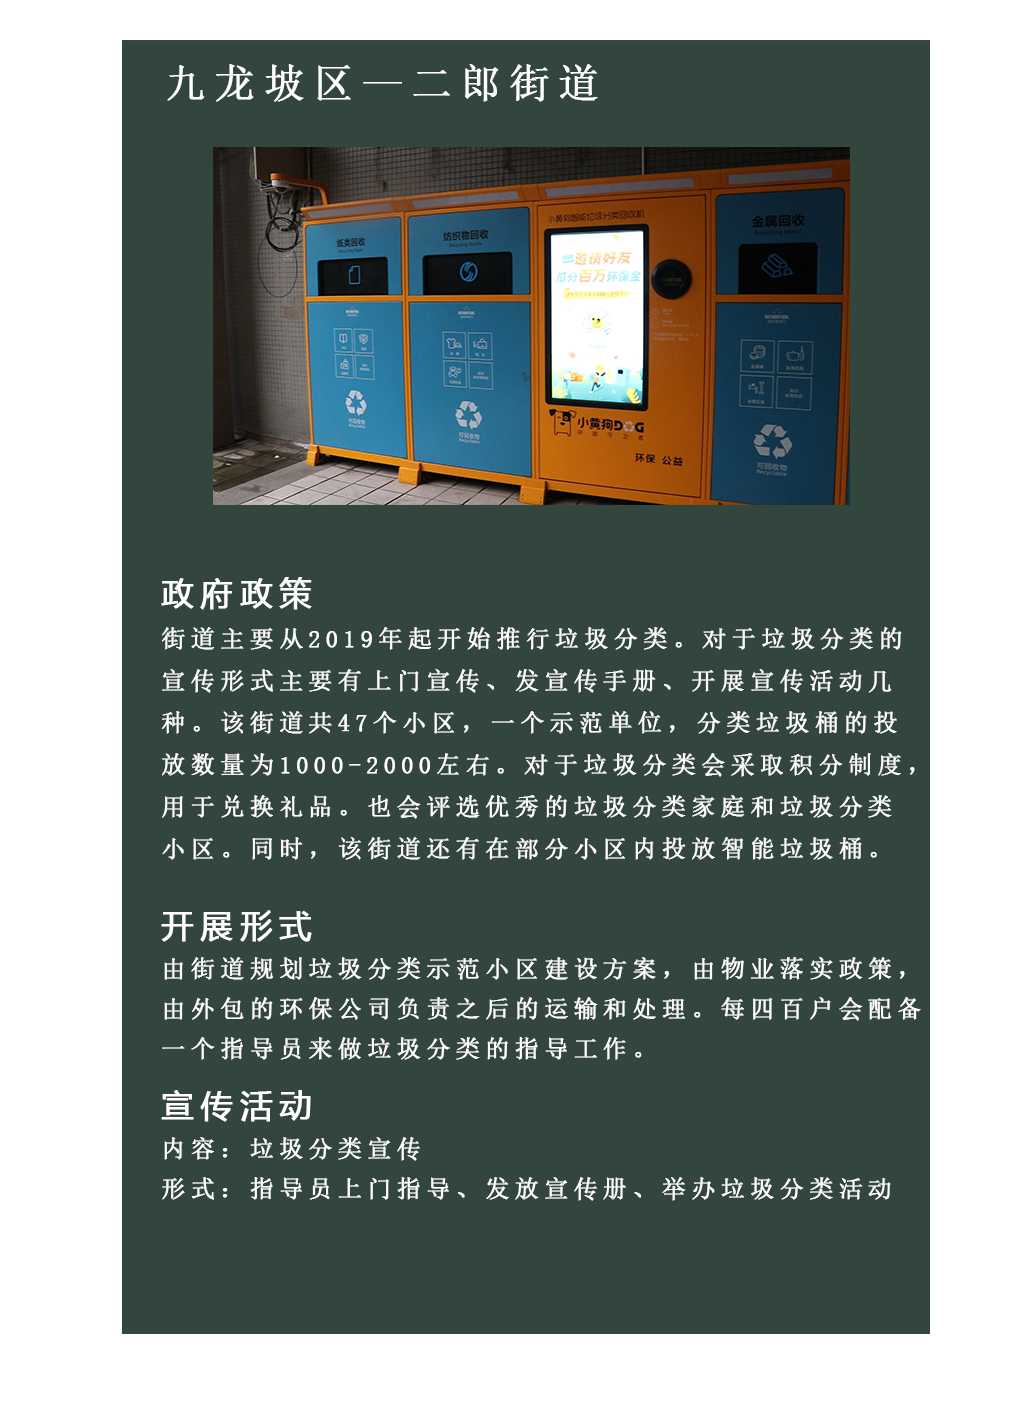 九龙坡区—二郎街道
小黄狗智能垃圾分类回收机
纸类回收
纺织物回收
金属回收
邀请好友
瓜分百万环保金
小黄狗DOG
环境守卫者
环保 公益
可回收物
Recyclable
可回收物
Recyclable
可回收物
Recyclable
政府政策
街道主要从2019年起开始推行垃圾分类。对于垃圾分类的
宣传形式主要有上门宣传、发宣传手册、开展宣传活动几
种。该街道共47个小区，一个示范单位，分类垃圾桶的投
放数量为1000-2000左右。对于垃圾分类会采取积分制度，
用于兑换礼品。也会评选优秀的垃圾分类家庭和垃圾分类
小区。同时，该街道还有在部分小区内投放智能垃圾桶。
开展形式
由街道规划垃圾分类示范小区建设方案，由物业落实政策，
由外包的环保公司负责之后的运输和处理。每四百户会配备
一个指导员来做垃圾分类的指导工作。
宣传活动
内容：垃圾分类宣传
形式：指导员上门指导、发放宣传册、举办垃圾分类活动